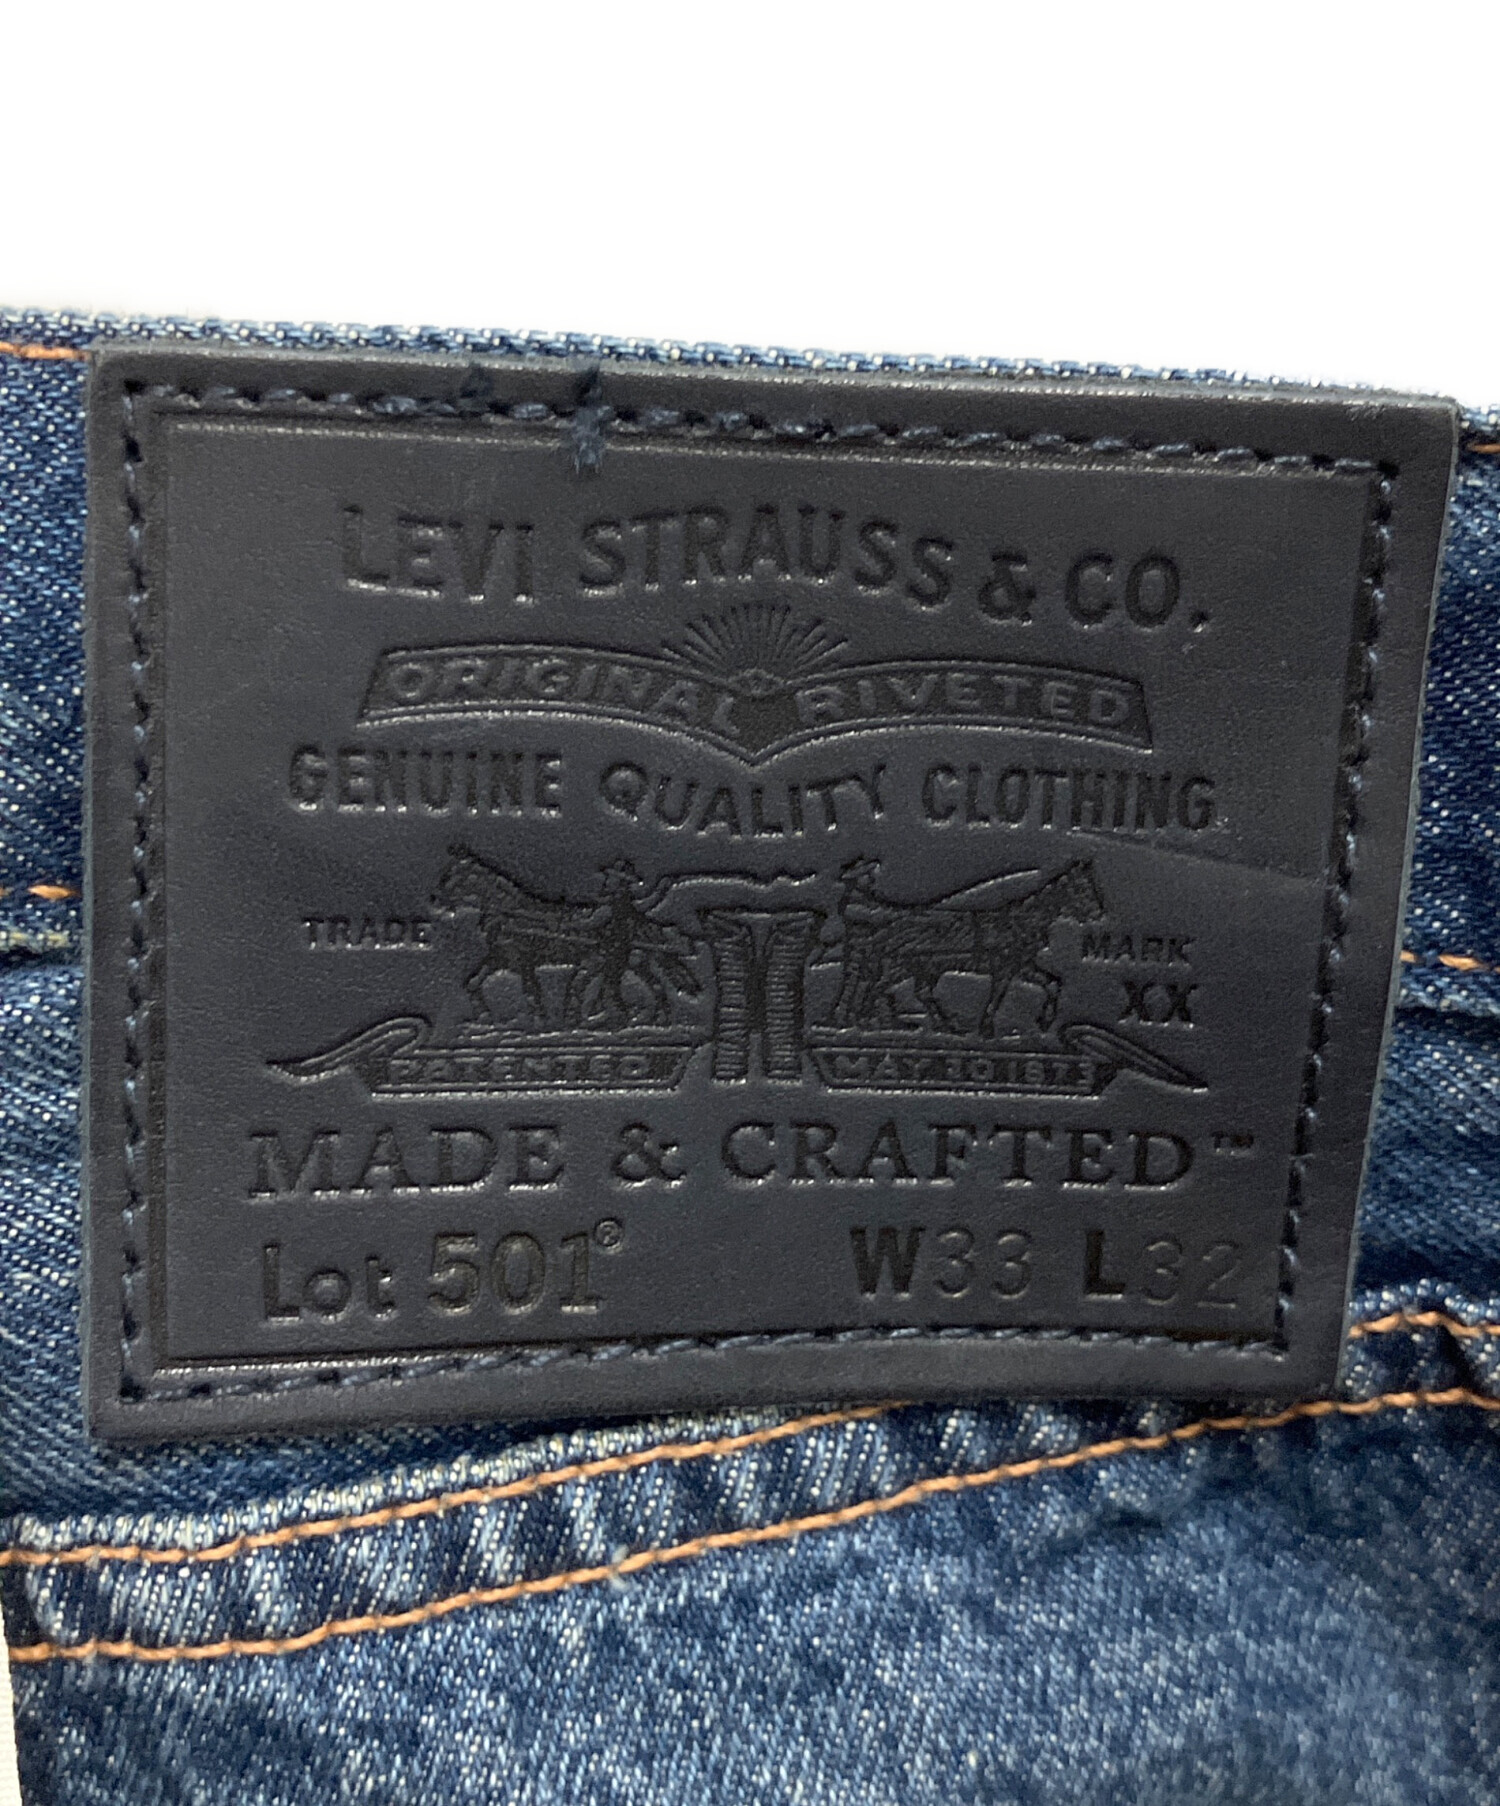 LEVI STRAUSS & CO.
ORIGINAL RIVETED
GENUINE QUALITY CLOTHING
TRADE MARK
XX
PATENTED MAY 20 1873
MADE & CRAFTED™
Lot 501® W33 L32